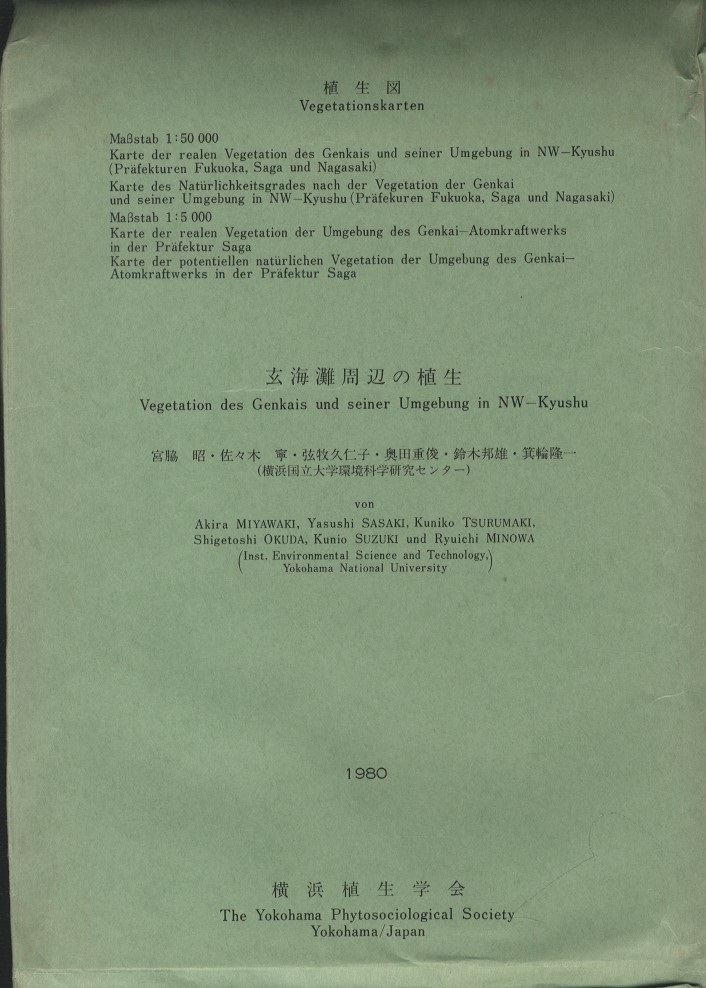 植生図
Vegetationskarten
Maßstab 1:50 000
Karte der realen Vegetation des Genkais und seiner Umgebung in NW–Kyushu
(Präfekturen Fukuoka, Saga und Nagasaki)
Karte des Natürlichkeitsgrades nach der Vegetation der Genkai
und seiner Umgebung in NW–Kyushu (Präfekuren Fukuoka, Saga und Nagasaki)
Maßstab 1:5 000
Karte der realen Vegetation der Umgebung des Genkai–Atomkraftwerks
in der Präfektur Saga
Karte der potentiellen natürlichen Vegetation der Umgebung des Genkai–
Atomkraftwerks in der Präfektur Saga
玄海灘周辺の植生
Vegetation des Genkais und seiner Umgebung in NW–Kyushu
宮脇 昭・佐々木 寧・弦牧久仁子・奥田重俊・鈴木邦雄・箕輪隆一
(横浜国立大学環境科学研究センター)
von
Akira MIYAWAKI, Yasushi SASAKI, Kuniko TSURUMAKI,
Shigetoshi OKUDA, Kunio SUZUKI und Ryuichi MINOWA
(Inst. Environmental Science and Technology,
Yokohama National University)
1980
横浜植生学会
The Yokohama Phytosociological Society
Yokohama/Japan